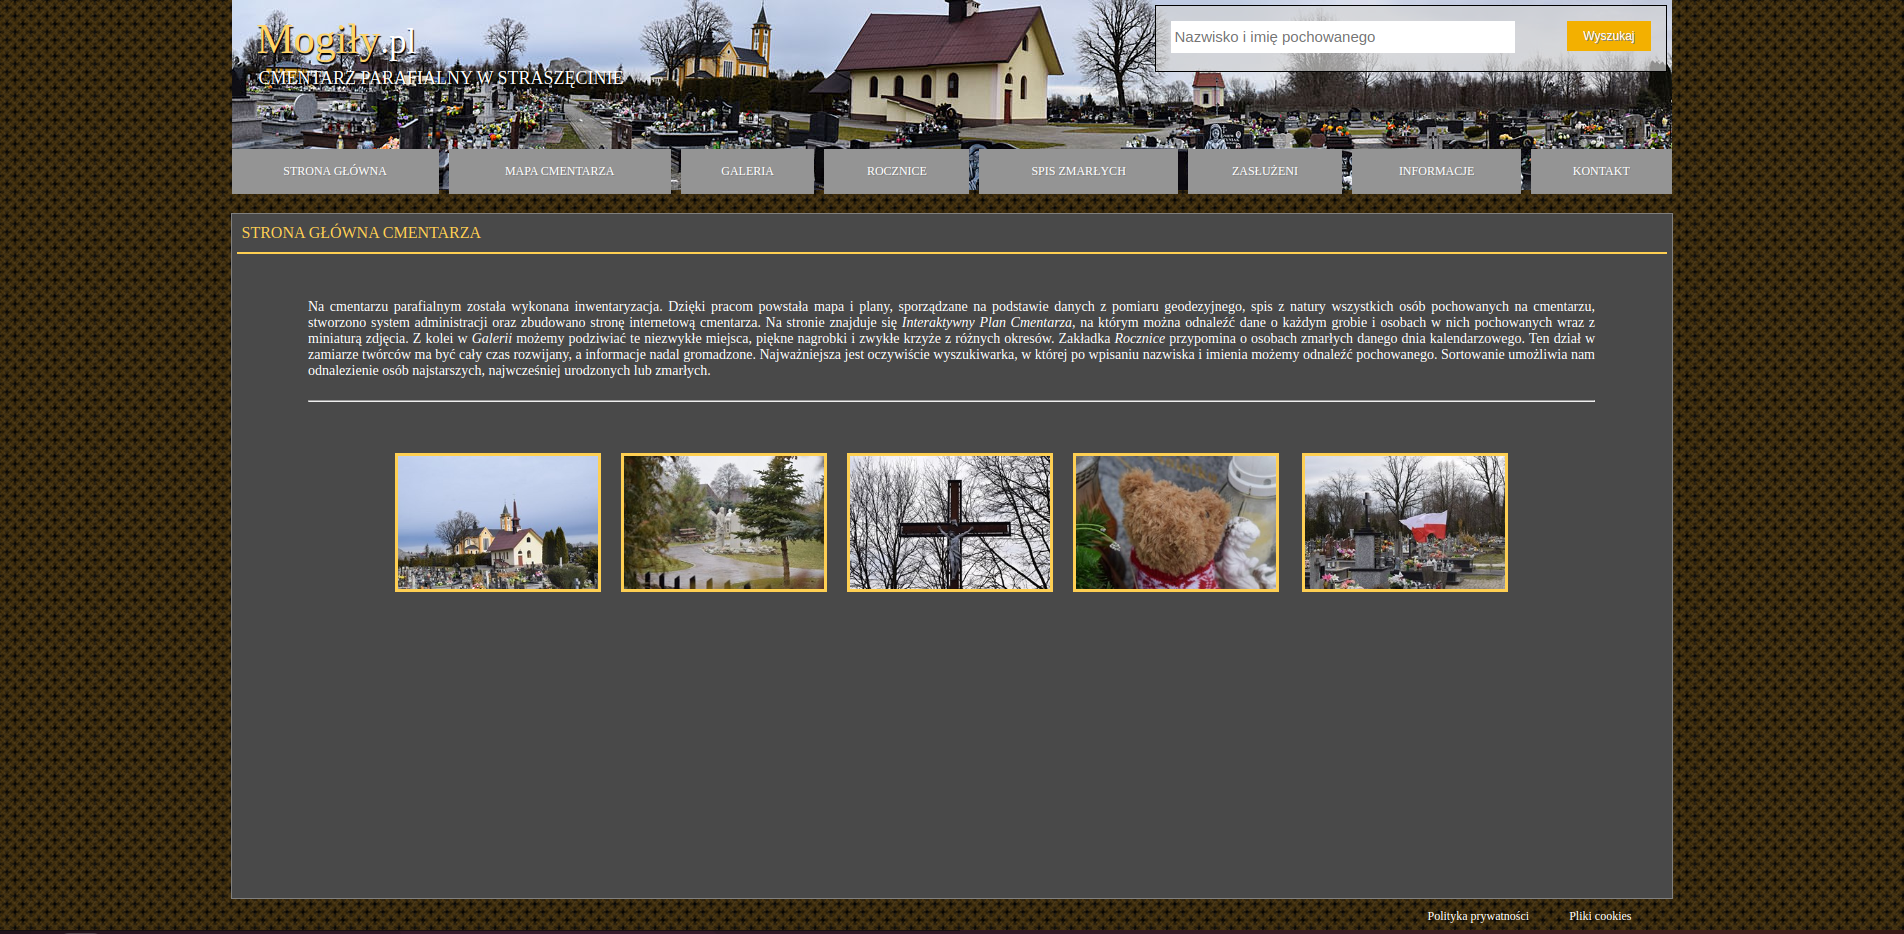 Mogiły.pl
CMENTARZ PARAFIALNY W STRASZĘCINIE
Nazwisko i imię pochowanego
Wyszukaj
STRONA GŁÓWNA
MAPA CMENTARZA
GALERIA
ROCZNICE
SPIS ZMARŁYCH
ZASŁUŻENI
INFORMACJE
KONTAKT
STRONA GŁÓWNA CMENTARZA
Na cmentarzu parafialnym została wykonana inwentaryzacja. Dzięki pracom powstała mapa i plany, sporządzane na podstawie danych z pomiaru geodezyjnego, spis z natury wszystkich osób pochowanych na cmentarzu,
stworzono system administracji oraz zbudowano stronę internetową cmentarza. Na stronie znajduje się Interaktywny Plan Cmentarza, na którym można odnaleźć dane o każdym grobie i osobach w nich pochowanych wraz z
miniaturą zdjęcia. Z kolei w Galerii możemy podziwiać te niezwykłe miejsca, piękne nagrobki i zwykłe krzyże z różnych okresów. Zakładka Rocznice przypomina o osobach zmarłych danego dnia kalendarzowego. Ten dział w
zamiarze twórców ma być cały czas rozwijany, a informacje nadal gromadzone. Najważniejsza jest oczywiście wyszukiwarka, w której po wpisaniu nazwiska i imienia możemy odnaleźć pochowanego. Sortowanie umożliwia nam
odnalezienie osób najstarszych, najwcześniej urodzonych lub zmarłych.
Polityka prywatności
Pliki cookies